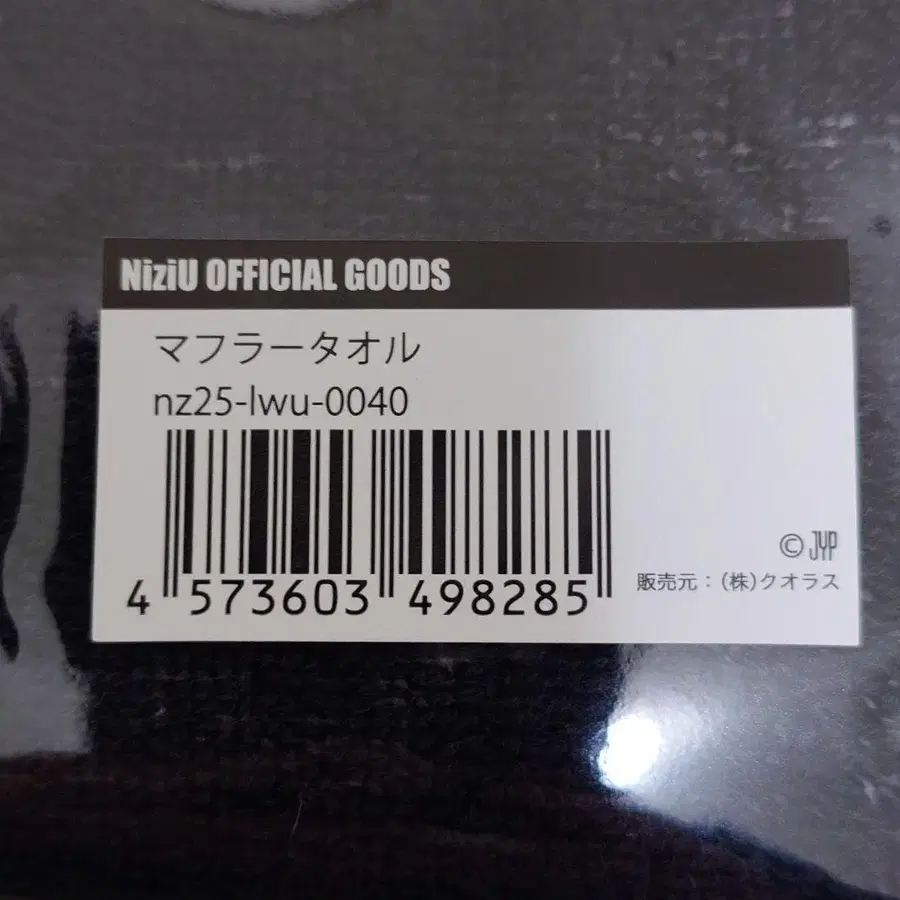 NiziU OFFICIAL GOODS
マフラータオル
nz25-lwu-0040
4 573603 498285
© JYP
販売元：(株)クオラス